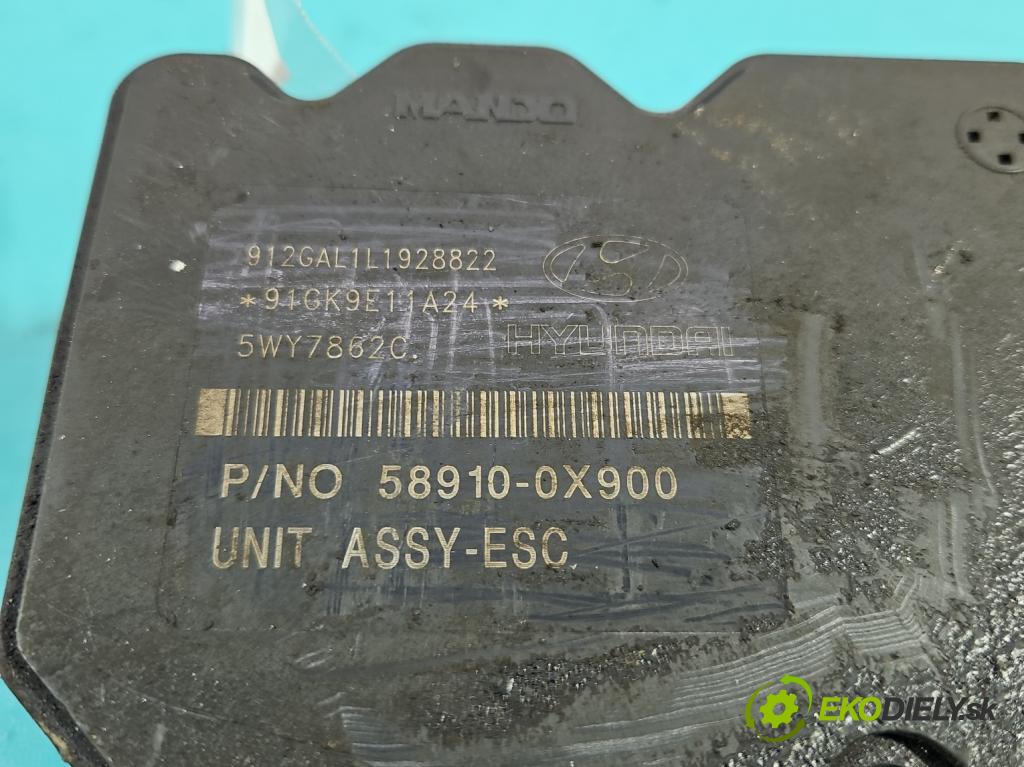 MANDO
912GAL1L1928822
*91GK9E11A24*
5WY7862C.
HYUNDAI
P/NO 58910-0X900
UNIT ASSY-ESC
EKODIELY.sk